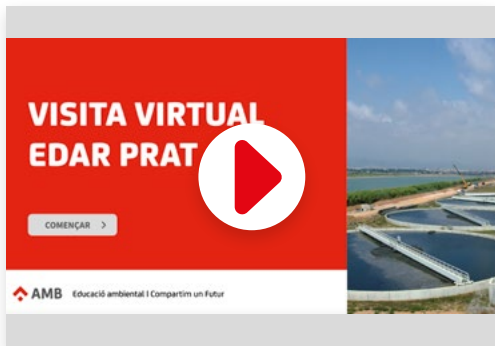 VISITA VIRTUAL
EDAR PRAT
COMENÇAR
AMB Educació ambiental I Compartim un Futur